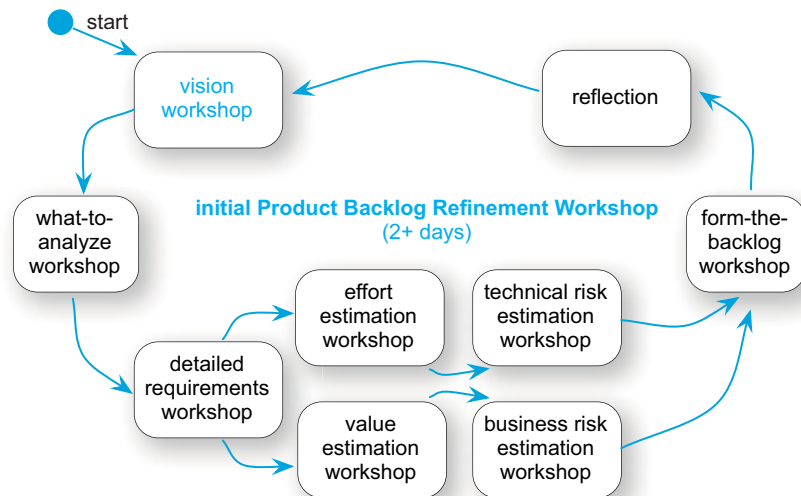 start
vision
workshop
reflection
what-to-
analyze
workshop
initial Product Backlog Refinement Workshop
(2+ days)
form-the-
backlog
workshop
effort
estimation
workshop
technical risk
estimation
workshop
detailed
requirements
workshop
value
estimation
workshop
business risk
estimation
workshop